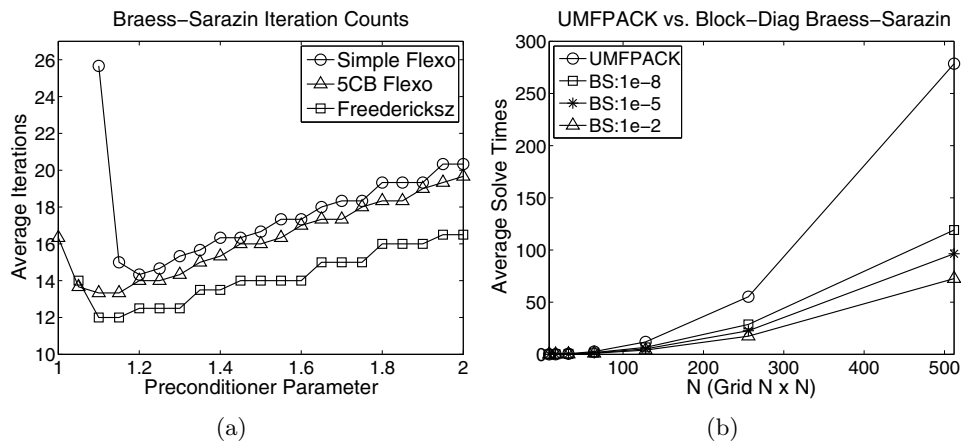 Braess-Sarazin Iteration Counts
Average Iterations
26
24
22
20
18
16
14
12
10
Simple Flexo
5CB Flexo
Freedericksz
1
1.2
1.4
1.6
1.8
2
Preconditioner Parameter
(a)
UMFPACK vs. Block-Diag Braess-Sarazin
Average Solve Times
300
250
200
150
100
50
0
UMFPACK
BS:1e-8
BS:1e-5
BS:1e-2
100
200
300
400
500
N (Grid N x N)
(b)